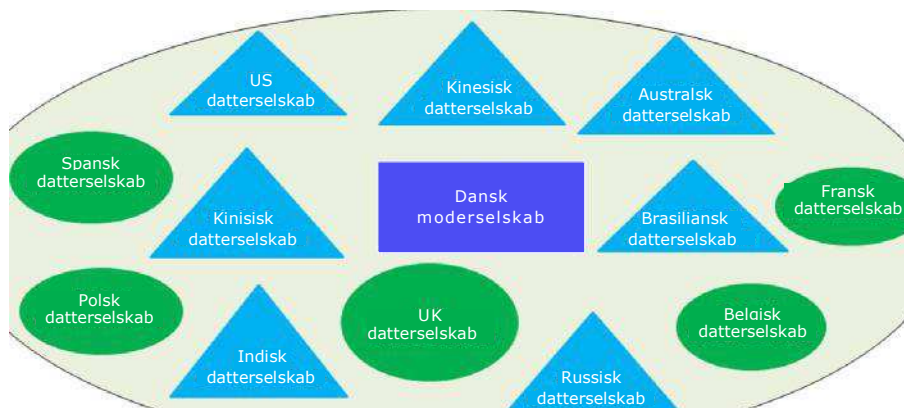 US
datterselskab
Kinesisk
datterselskab
Australsk
datterselskab
Spansk
datterselskab
Kinisisk
datterselskab
Dansk
moderselskab
Brasiliansk
datterselskab
Fransk
datterselskab
Polsk
datterselskab
UK
datterselskab
Belgisk
datterselskab
Indisk
datterselskab
Russisk
datterselskab